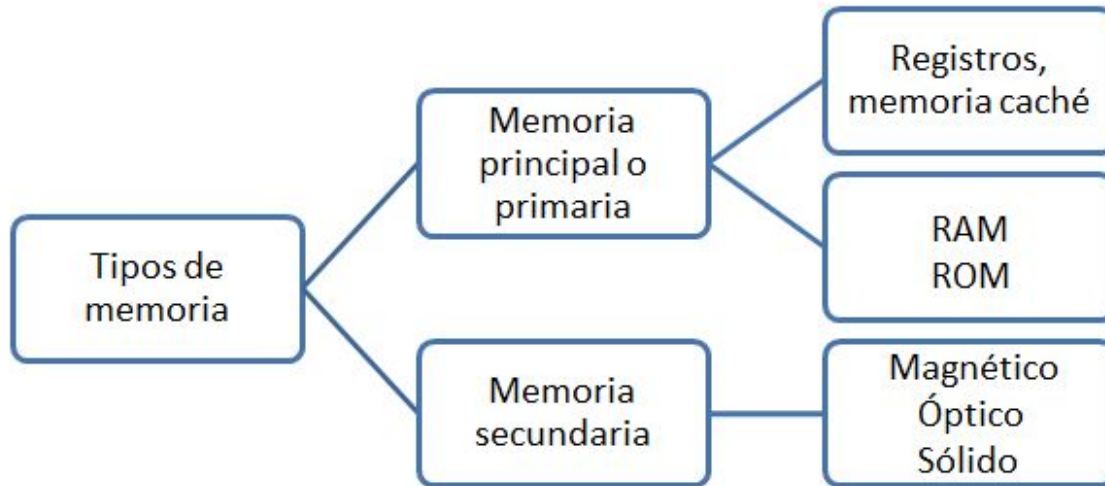 Tipos de
memoria
Memoria
principal o
primaria
Registros,
memoria caché
RAM
ROM
Memoria
secundaria
Magnético
Óptico
Sólido